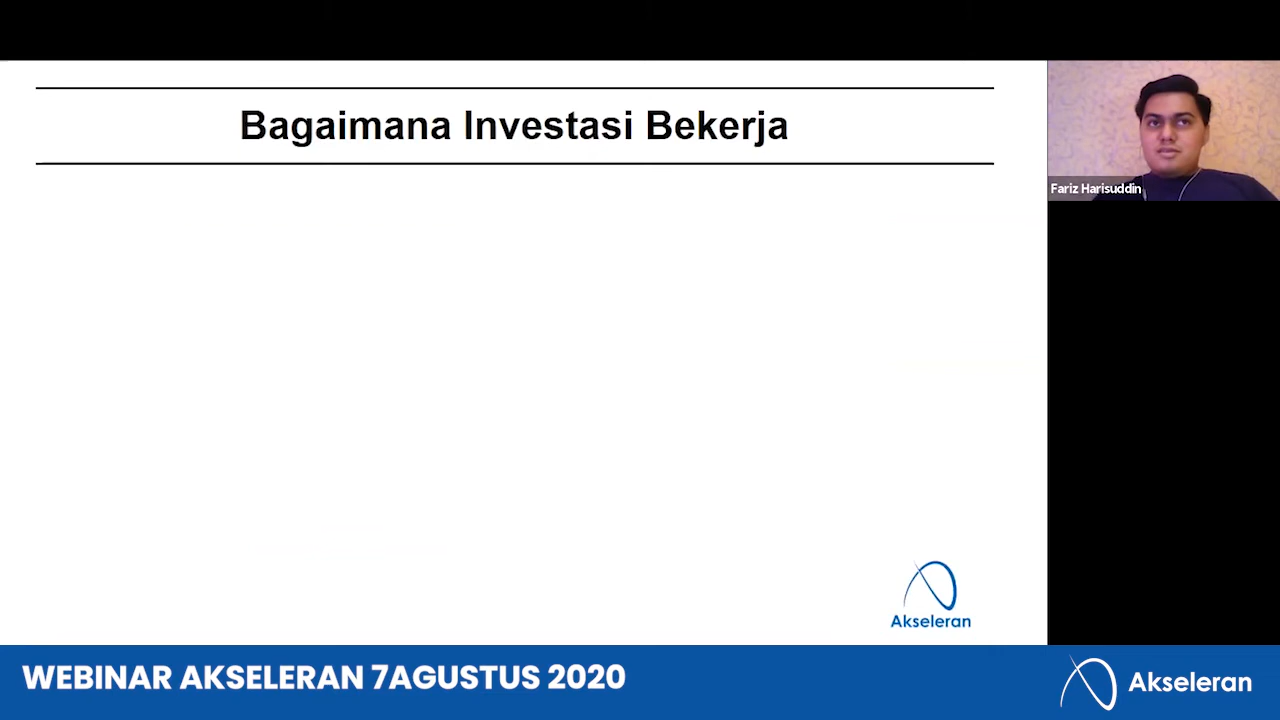 Bagaimana Investasi Bekerja
Fariz Harisuddin
Akseleran
WEBINAR AKSELERAN 7AGUSTUS 2020
Akseleran